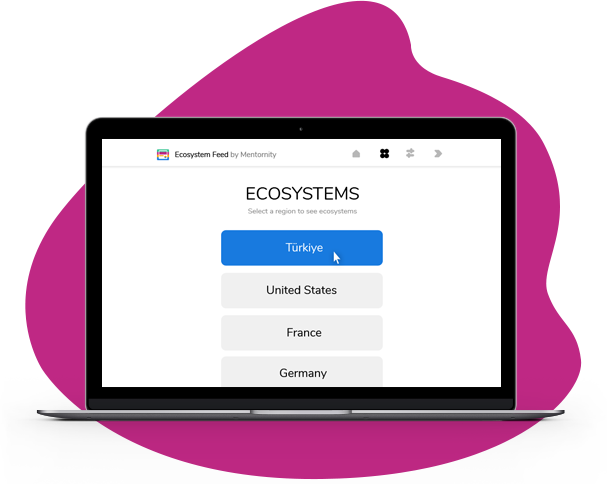 Ecosystem Feed by Mentornity
ECOSYSTEMS
Select a region to see ecosystems
Türkiye
United States
France
Germany